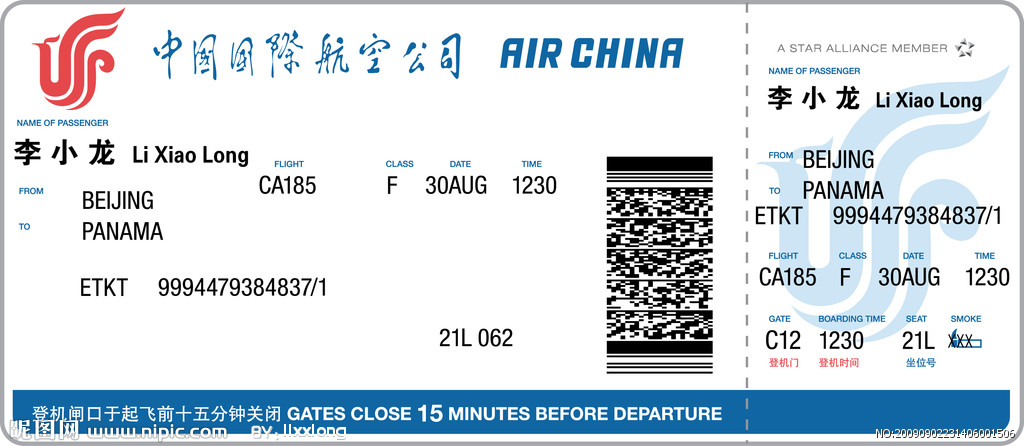 中国国際航空公司 AIR CHINA
NAME OF PASSENGER
李小龙 Li Xiao Long
FLIGHT CLASS DATE TIME
CA185 F 30AUG 1230
FROM BEIJING
TO PANAMA
ETKT 9994479384837/1
21L 062
登机闸口于起飞前十五分钟关闭 GATES CLOSE 15 MINUTES BEFORE DEPARTURE
A STAR ALLIANCE MEMBER
NAME OF PASSENGER
李小龙 Li Xiao Long
FROM BEIJING
TO PANAMA
ETKT 9994479384837/1
FLIGHT CLASS DATE TIME
CA185 F 30AUG 1230
GATE BOARDING TIME SEAT SMOKE
C12 1230 21L XXX
登机门 登机时间 坐位号
昵图网 www.nipic.com BY: llxxlong
NO:20090902231406001506